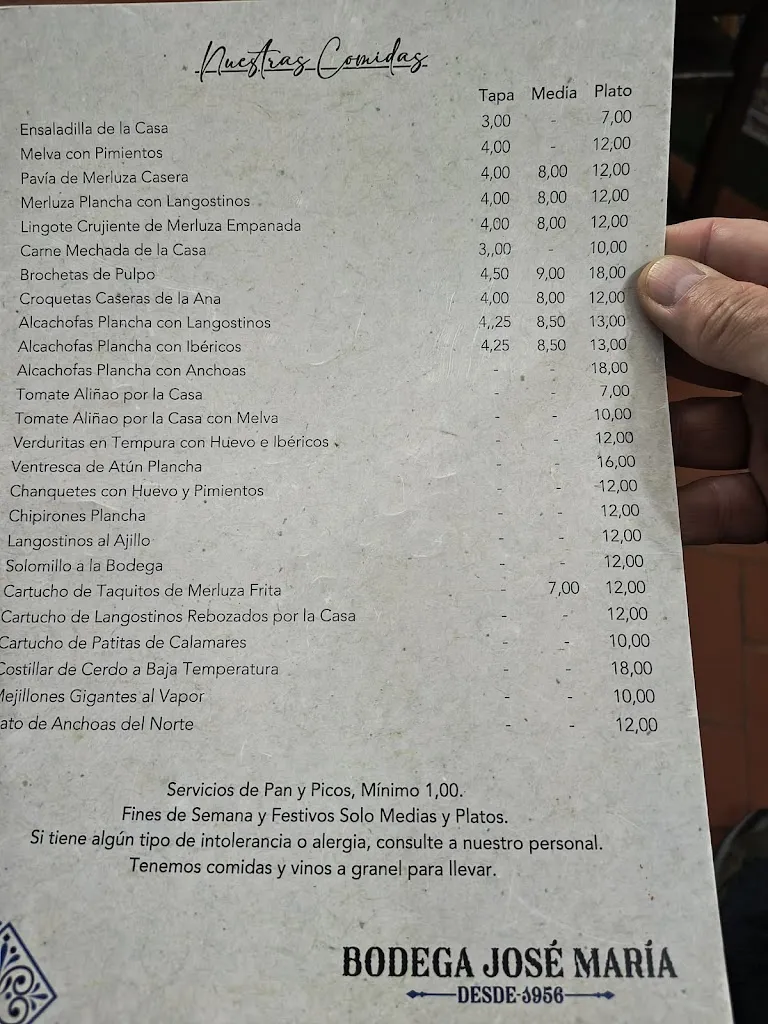 Nuestras Comidas
Tapa Media Plato
Ensaladilla de la Casa 3,00 - 7,00
Melva con Pimientos 4,00 - 12,00
Pavía de Merluza Casera 4,00 8,00 12,00
Merluza Plancha con Langostinos 4,00 8,00 12,00
Lingote Crujiente de Merluza Empanada 4,00 8,00 12,00
Carne Mechada de la Casa 3,,00 - 10,00
Brochetas de Pulpo 4,50 9,00 18,00
Croquetas Caseras de la Ana 4,00 8,00 12,00
Alcachofas Plancha con Langostinos 4,,25 8,50 13,00
Alcachofas Plancha con Ibéricos 4,25 8,50 13,00
Alcachofas Plancha con Anchoas - - 18,00
Tomate Aliñao por la Casa - - 7,00
Tomate Aliñao por la Casa con Melva - - 10,00
Verduritas en Tempura con Huevo e Ibéricos - - 12,00
Ventresca de Atún Plancha - - 16,00
Chanquetes con Huevo y Pimientos - - 12,00
Chipirones Plancha - - 12,00
Langostinos al Ajillo - - 12,00
Solomillo a la Bodega - - 12,00
Cartucho de Taquitos de Merluza Frita - 7,00 12,00
Cartucho de Langostinos Rebozados por la Casa - - 12,00
Cartucho de Patitas de Calamares - - 10,00
Costillar de Cerdo a Baja Temperatura - - 18,00
Mejillones Gigantes al Vapor - - 10,00
ato de Anchoas del Norte - - 12,00
Servicios de Pan y Picos, Mínimo 1,00.
Fines de Semana y Festivos Solo Medias y Platos.
Si tiene algún tipo de intolerancia o alergia, consulte a nuestro personal.
Tenemos comidas y vinos a granel para llevar.
BODEGA JOSÉ MARÍA
DESDE 1956